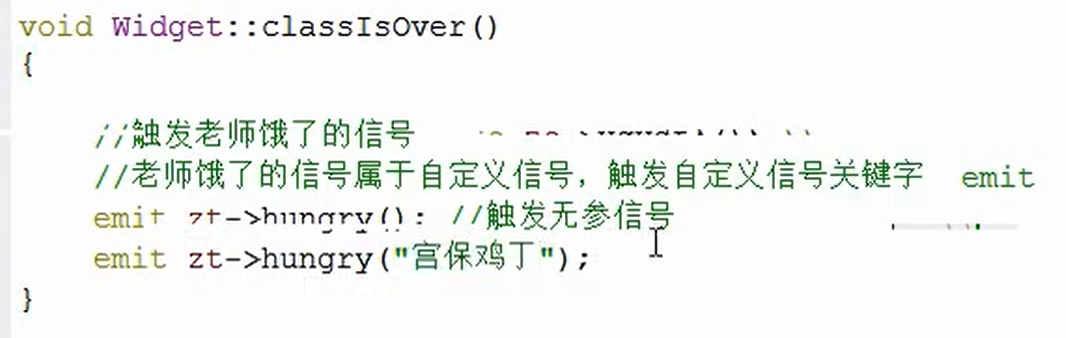 void Widget::classIsOver()
{
//触发老师饿了的信号
//老师饿了的信号属于自定义信号，触发自定义信号关键字 emit
emit zt->hungry(); //触发无参信号
emit zt->hungry("宫保鸡丁");
}